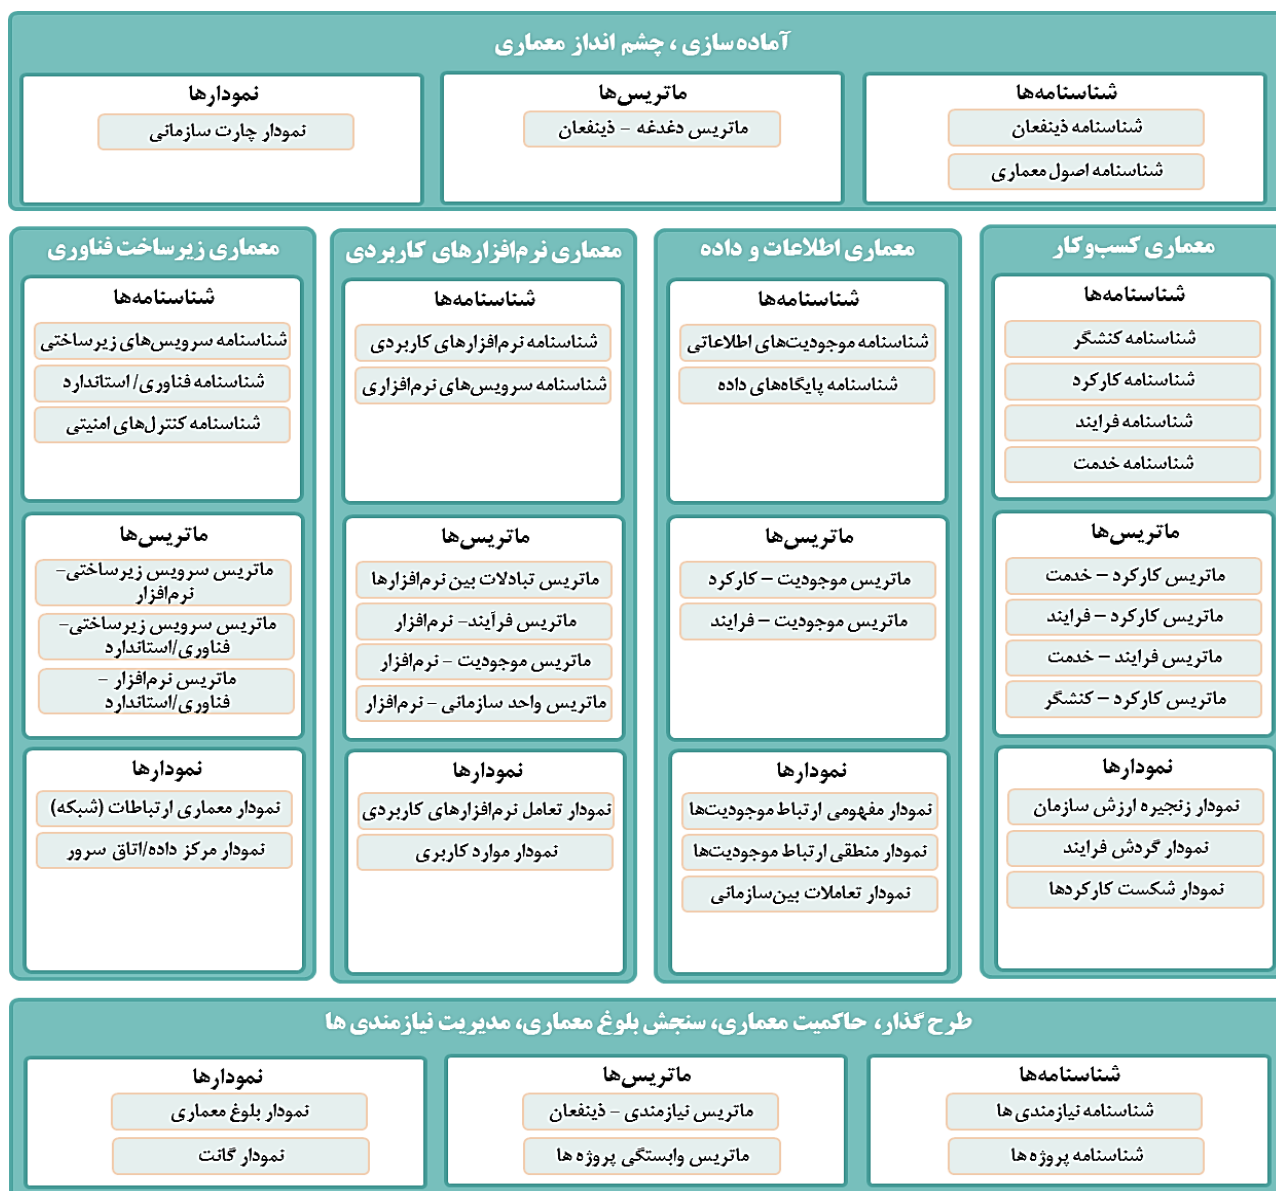 آماده‌سازی ، چشم انداز معماری
شناسنامه‌ها
شناسنامه ذینفعان
شناسنامه اصول معماری
ماتریس‌ها
ماتریس دغدغه - ذینفعان
نمودارها
نمودار چارت سازمانی
معماری کسب‌وکار
شناسنامه‌ها
شناسنامه کنشگر
شناسنامه کارکرد
شناسنامه فرایند
شناسنامه خدمت
ماتریس‌ها
ماتریس کارکرد – خدمت
ماتریس کارکرد – فرایند
ماتریس فرایند – خدمت
ماتریس کارکرد – کنشگر
نمودارها
نمودار زنجیره ارزش سازمان
نمودار گردش فرایند
نمودار شکست کارکردها
معماری اطلاعات و داده
شناسنامه‌ها
شناسنامه موجودیت‌های اطلاعاتی
شناسنامه پایگاه‌های داده
ماتریس‌ها
ماتریس موجودیت – کارکرد
ماتریس موجودیت – فرایند
نمودارها
نمودار مفهومی ارتباط موجودیت‌ها
نمودار منطقی ارتباط موجودیت‌ها
نمودار تعاملات بین‌سازمانی
معماری نرم‌افزارهای کاربردی
شناسنامه‌ها
شناسنامه نرم‌افزارهای کاربردی
شناسنامه سرویس‌های نرم‌افزاری
ماتریس‌ها
ماتریس تبادلات بین نرم‌افزارها
ماتریس فرآیند- نرم‌افزار
ماتریس موجودیت - نرم‌افزار
ماتریس واحد سازمانی - نرم‌افزار
نمودارها
نمودار تعامل نرم‌افزارهای کاربردی
نمودار موارد کاربری
معماری زیرساخت فناوری
شناسنامه‌ها
شناسنامه سرویس‌های زیرساختی
شناسنامه فناوری/ استاندارد
شناسنامه کنترل‌های امنیتی
ماتریس‌ها
ماتریس سرویس زیرساختی-
نرم‌افزار
ماتریس سرویس زیرساختی-
فناوری/استاندارد
ماتریس نرم‌افزار -
فناوری/استاندارد
نمودارها
نمودار معماری ارتباطات (شبکه)
نمودار مرکز داده/اتاق سرور
طرح گذار، حاکمیت معماری، سنجش بلوغ معماری، مدیریت نیازمندی ها
شناسنامه‌ها
شناسنامه نیازمندی ها
شناسنامه پروژه ها
ماتریس‌ها
ماتریس نیازمندی - ذینفعان
ماتریس وابستگی پروژه ها
نمودارها
نمودار بلوغ معماری
نمودار گانت